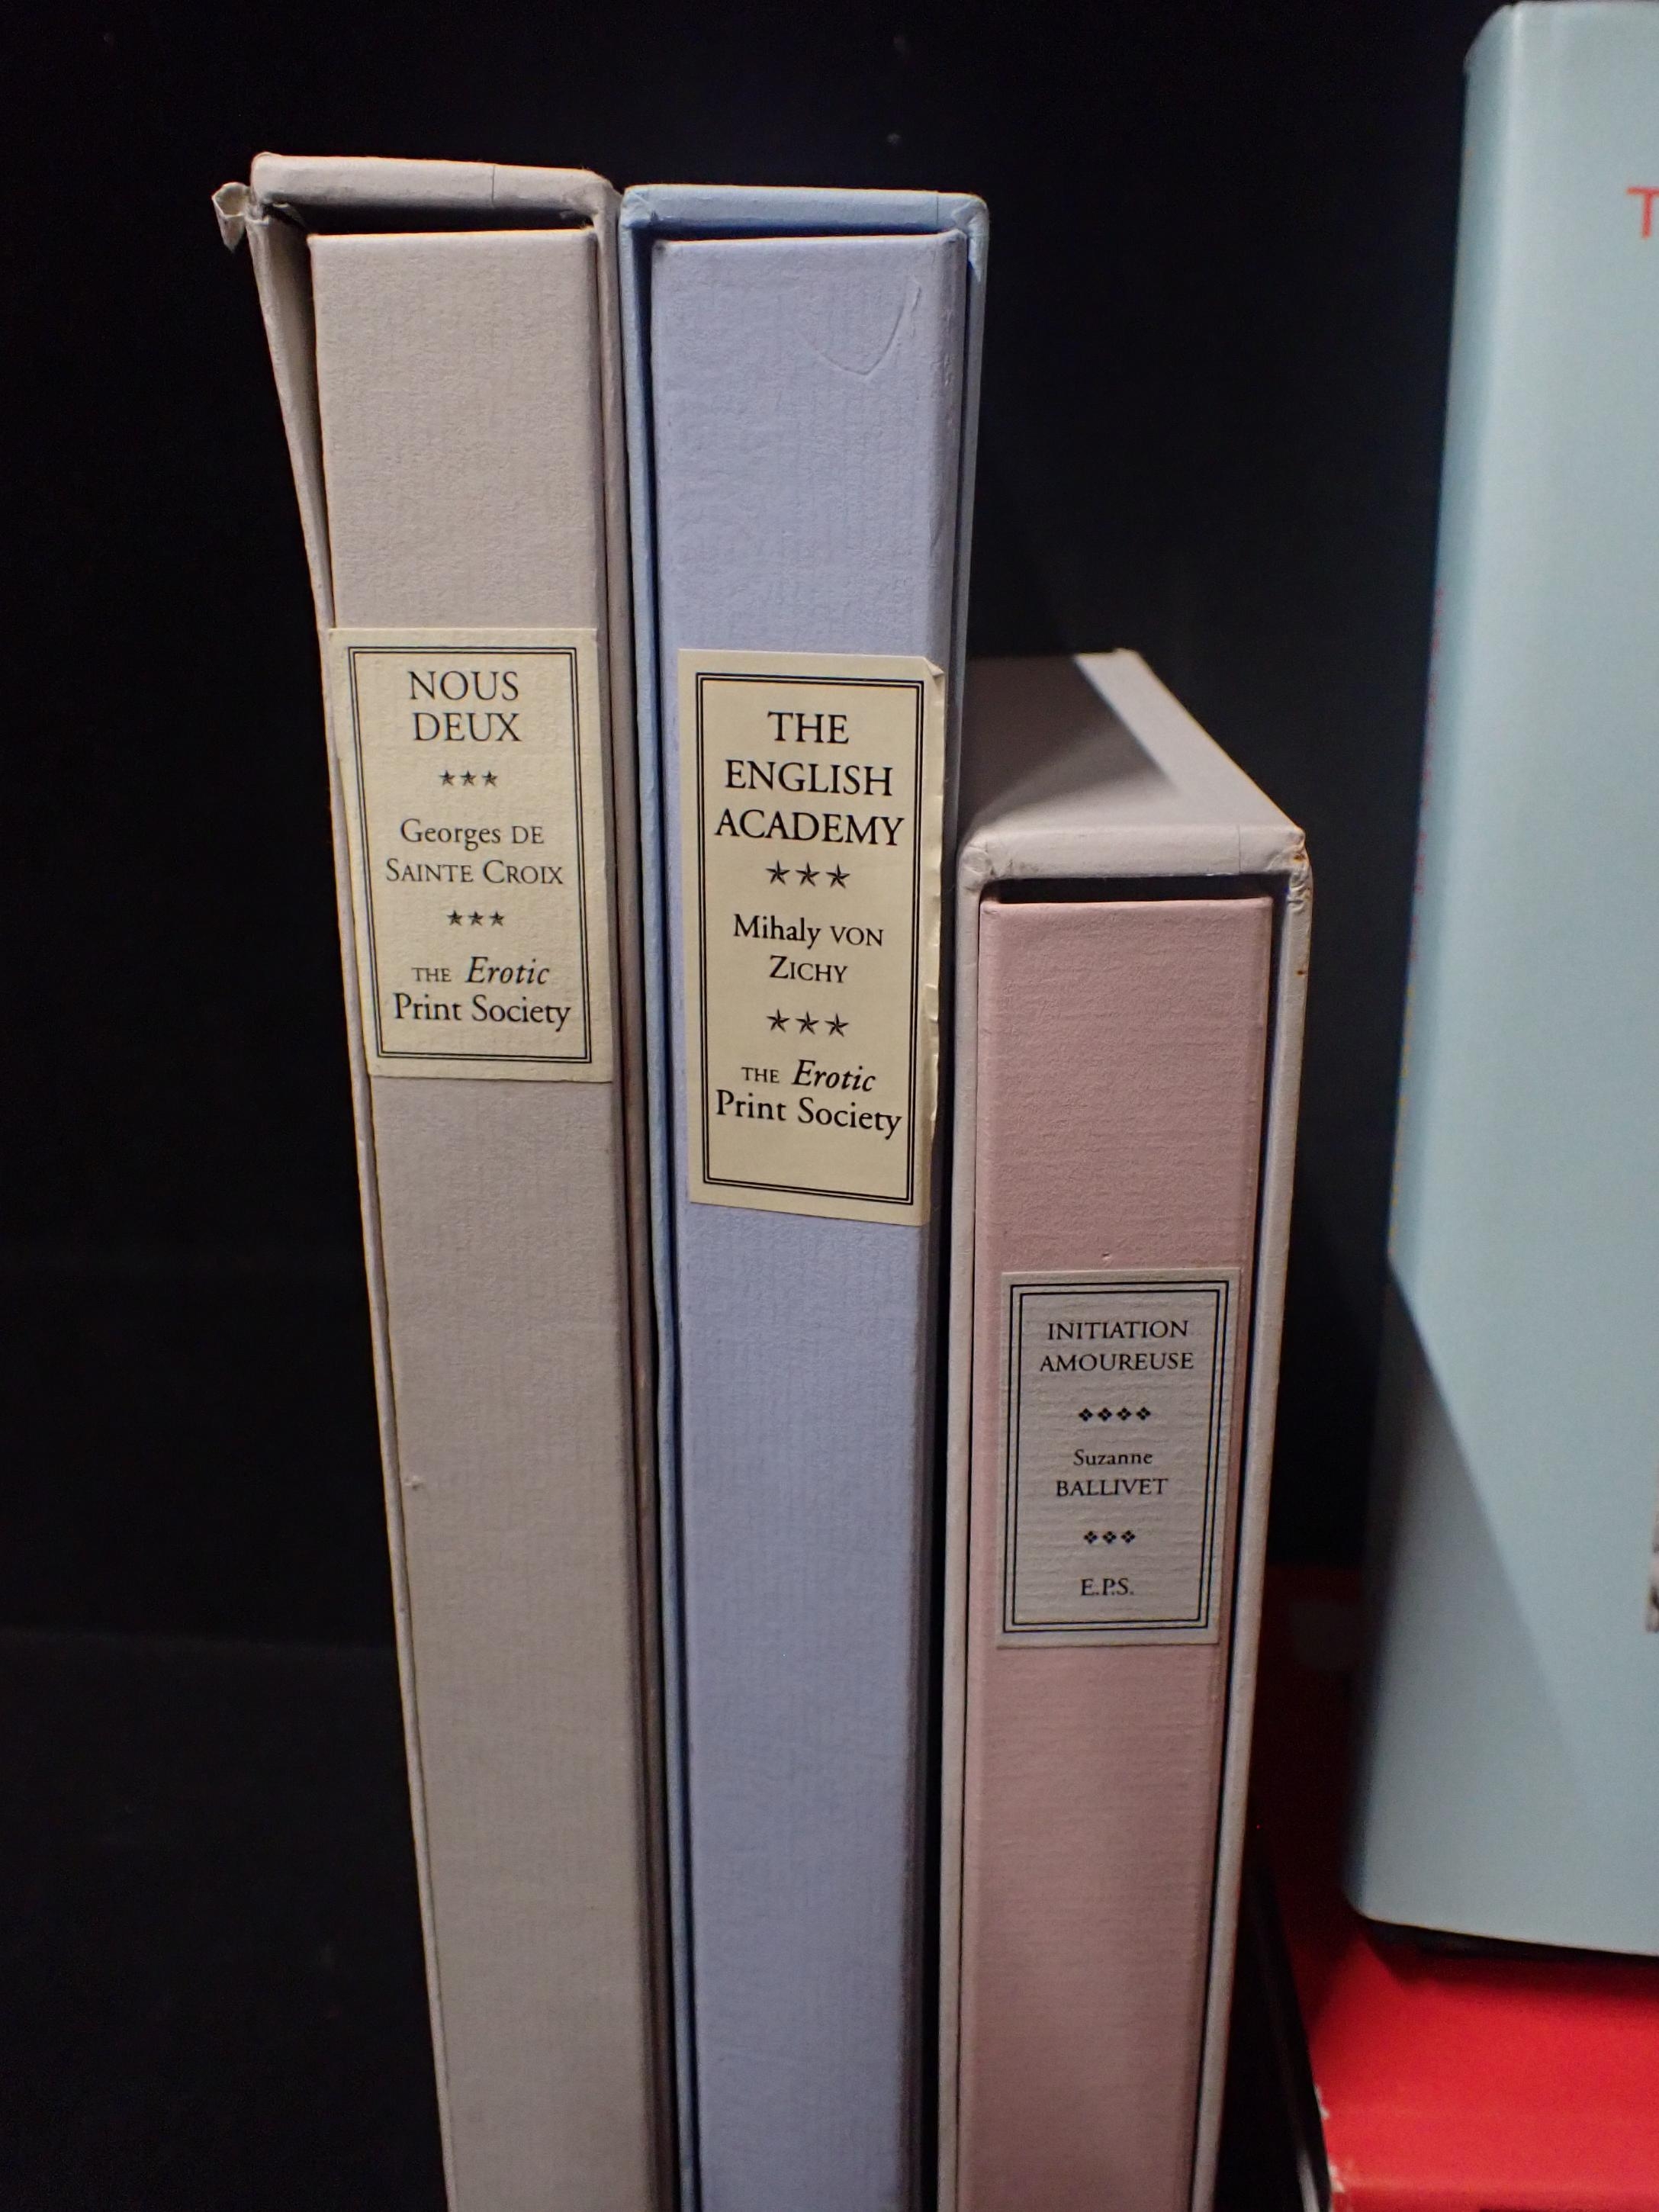 NOUS
DEUX
★★★
Georges DE
SAINTE CROIX
★★★
THE Erotic
Print Society
THE
ENGLISH
ACADEMY
★★★
Mihaly VON
ZICHY
★★★
THE Erotic
Print Society
INITIATION
AMOUREUSE
❖❖❖❖
Suzanne
BALLIVET
❖❖❖
E.P.S.
T